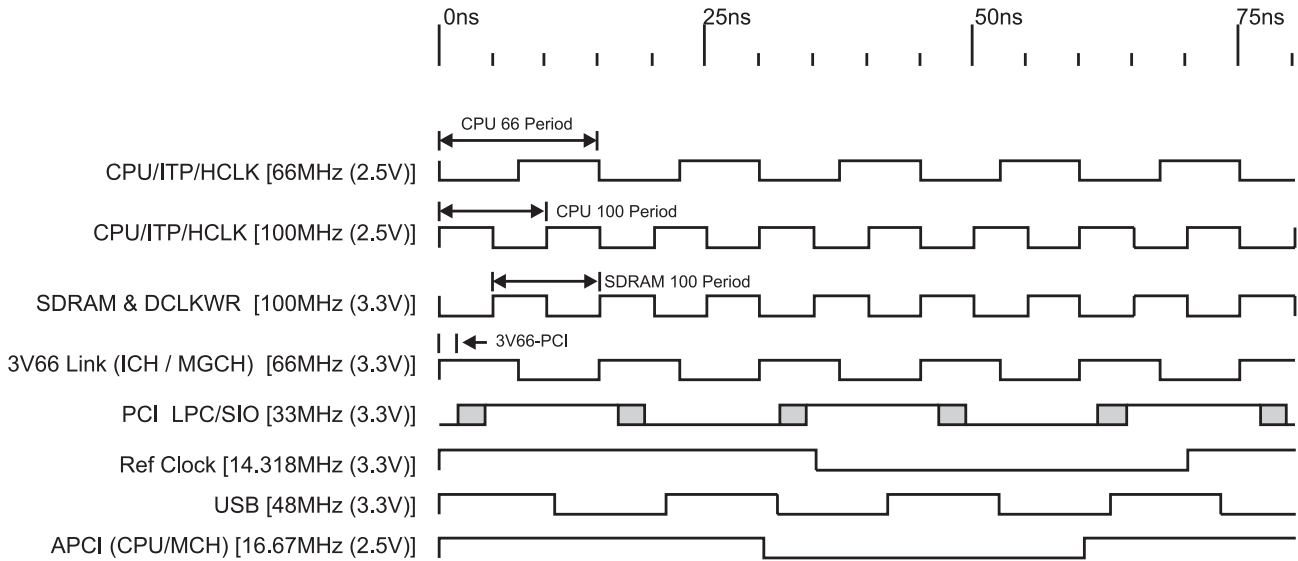 0ns 25ns 50ns 75ns
CPU 66 Period
CPU/ITP/HCLK [66MHz (2.5V)]
CPU 100 Period
CPU/ITP/HCLK [100MHz (2.5V)]
SDRAM 100 Period
SDRAM & DCLKWR [100MHz (3.3V)]
3V66-PCI
3V66 Link (ICH / MGCH) [66MHz (3.3V)]
PCI LPC/SIO [33MHz (3.3V)]
Ref Clock [14.318MHz (3.3V)]
USB [48MHz (3.3V)]
APCI (CPU/MCH) [16.67MHz (2.5V)]